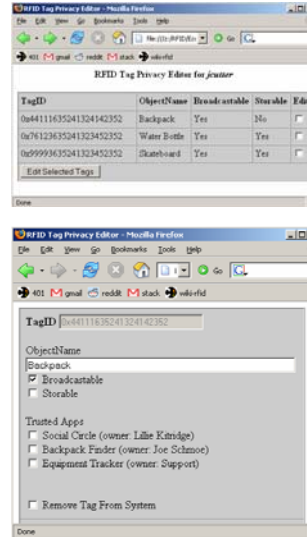 RFID Tag Privacy Editor - Mozilla Firefox
File Edit View Go Bookmarks Tools Help
Go
401 gmail reddit stack wiki-rfid
RFID Tag Privacy Editor for jcutter
TagID ObjectName Broadcastable Storable Edit
0x44111635241324142352 Backpack Yes No
0x76123635241323452352 Water Bottle Yes Yes
0x99993635241323452352 Skateboard Yes Yes
Edit Selected Tags
Done
RFID Tag Privacy Editor - Mozilla Firefox
File Edit View Go Bookmarks Tools Help
Go
401 gmail reddit stack wiki-rfid
TagID 0x44111635241324142352
ObjectName
Backpack
Broadcastable
Storable
Trusted Apps
Social Circle (owner: Lillie Kittridge)
Backpack Finder (owner: Joe Schmoe)
Equipment Tracker (owner: Support)
Remove Tag From System
Done